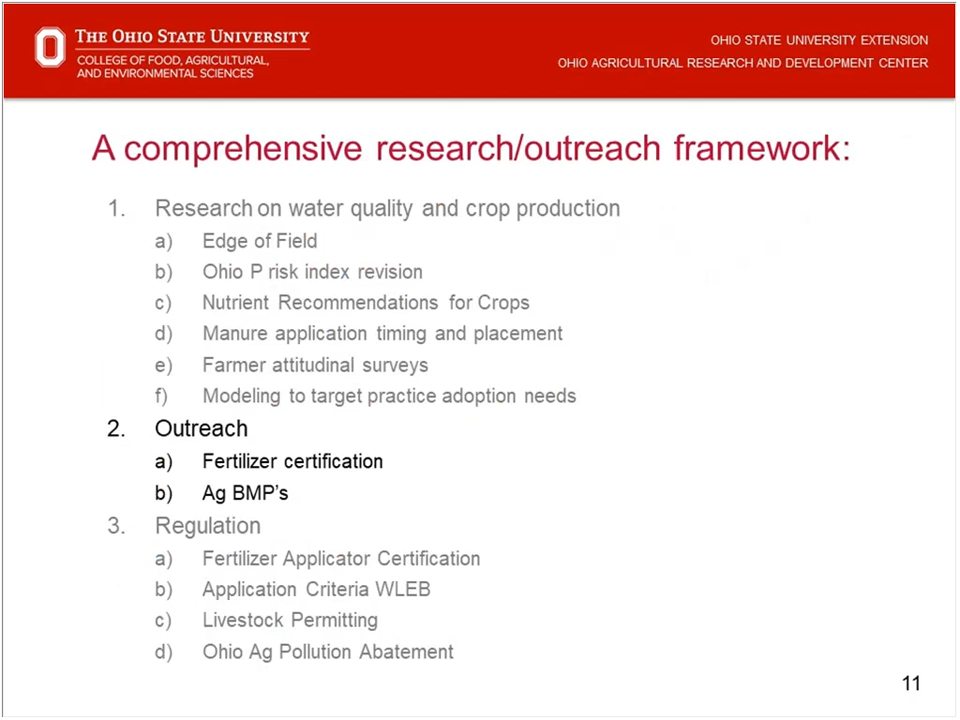 THE OHIO STATE UNIVERSITY
COLLEGE OF FOOD, AGRICULTURAL,
AND ENVIRONMENTAL SCIENCES
OHIO STATE UNIVERSITY EXTENSION
OHIO AGRICULTURAL RESEARCH AND DEVELOPMENT CENTER
A comprehensive research/outreach framework:
1. Research on water quality and crop production
a) Edge of Field
b) Ohio P risk index revision
c) Nutrient Recommendations for Crops
d) Manure application timing and placement
e) Farmer attitudinal surveys
f) Modeling to target practice adoption needs
2. Outreach
a) Fertilizer certification
b) Ag BMP's
3. Regulation
a) Fertilizer Applicator Certification
b) Application Criteria WLEB
c) Livestock Permitting
d) Ohio Ag Pollution Abatement
11